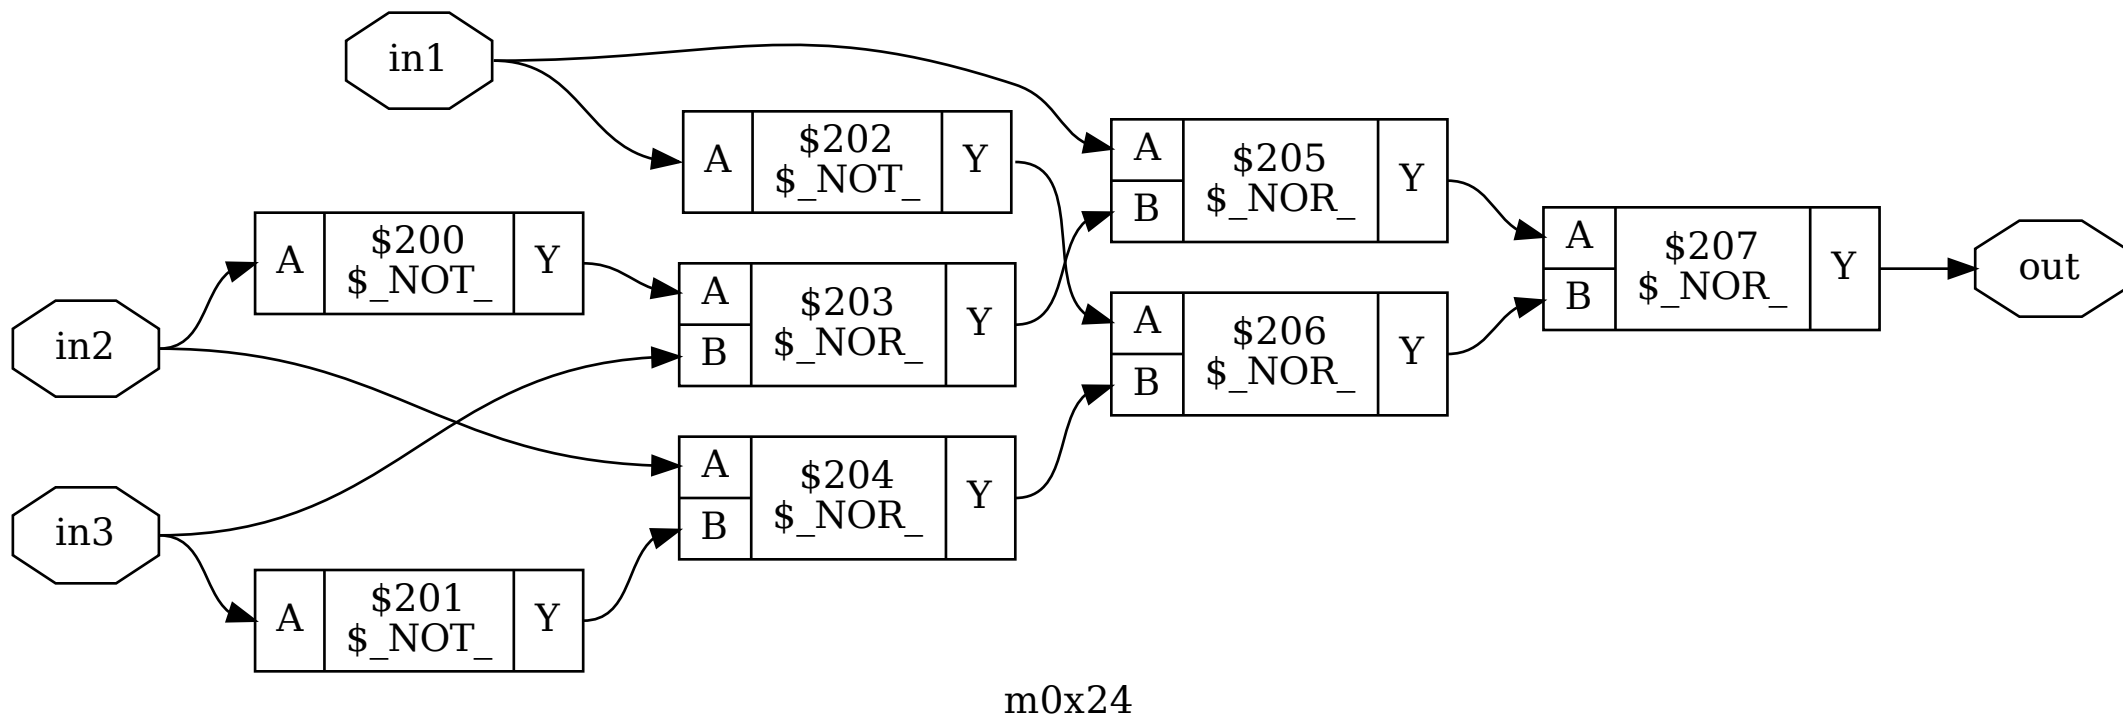 in1
A
$202
$_NOT_
Y
A
B
$205
$_NOR_
Y
A
$200
$_NOT_
Y
A
B
$203
$_NOR_
Y
A
B
$206
$_NOR_
Y
A
B
$207
$_NOR_
Y
out
in2
A
B
$204
$_NOR_
Y
in3
A
$201
$_NOT_
Y
m0x24